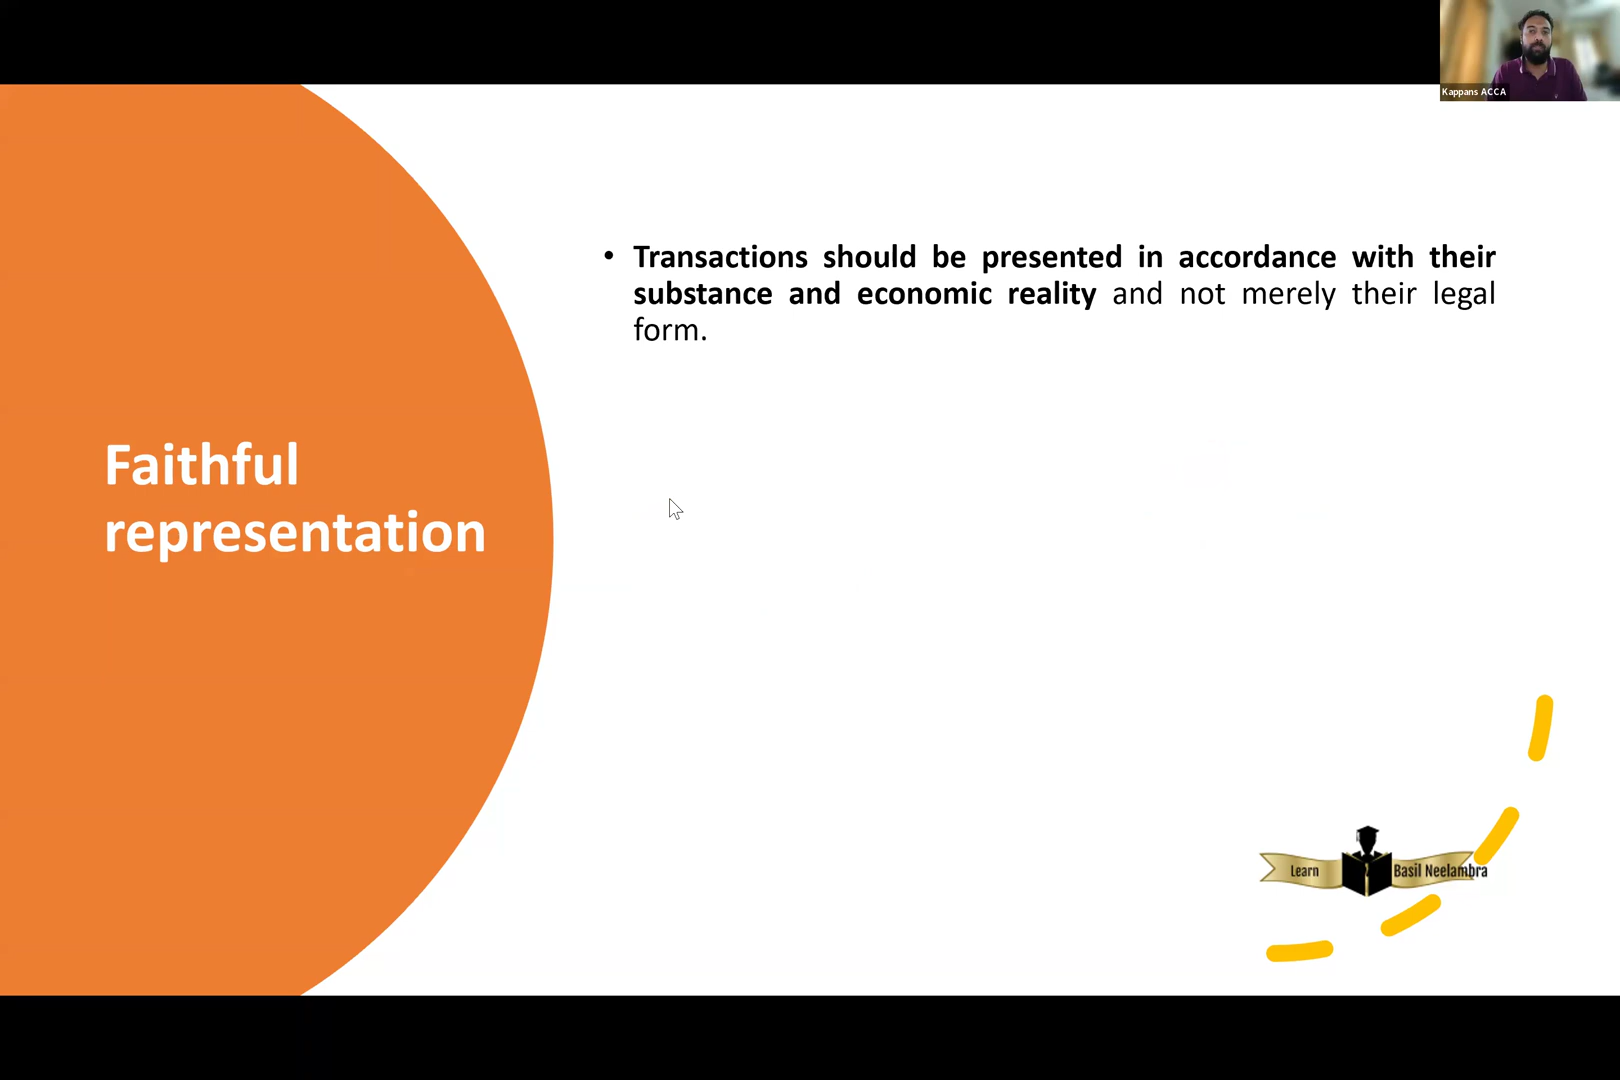 Kappans ACCA
• Transactions should be presented in accordance with their
substance and economic reality and not merely their legal
form.
Faithful
representation
Learn Basil Neelambra